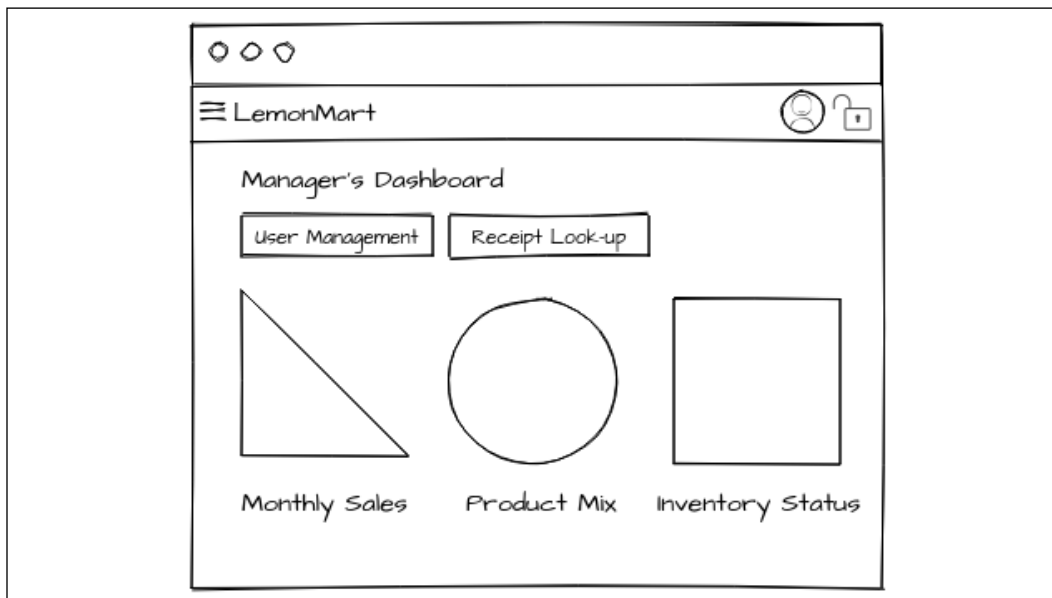 LemonMart
Manager's Dashboard
User Management
Receipt Look-up
Monthly Sales
Product Mix
Inventory Status